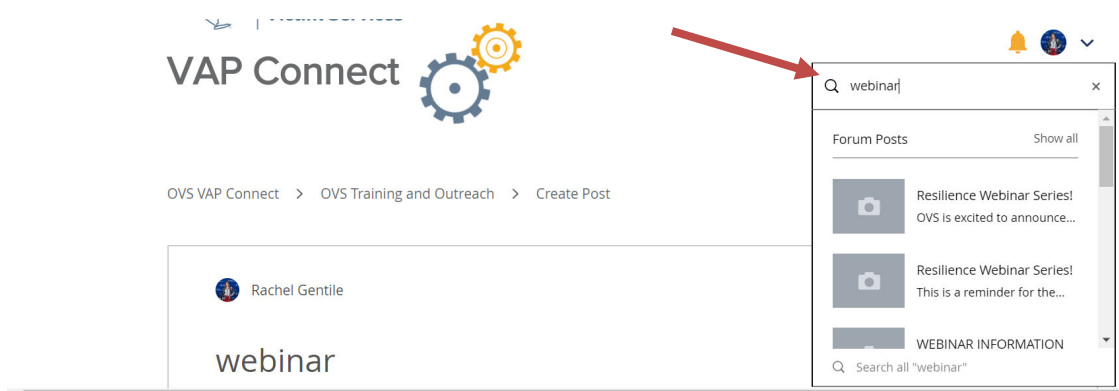 VAP Connect
webinar
Forum Posts Show all
OVS VAP Connect > OVS Training and Outreach > Create Post
Resilience Webinar Series!
OVS is excited to announce...
Resilience Webinar Series!
This is a reminder for the...
Rachel Gentile
webinar
WEBINAR INFORMATION
Search all "webinar"